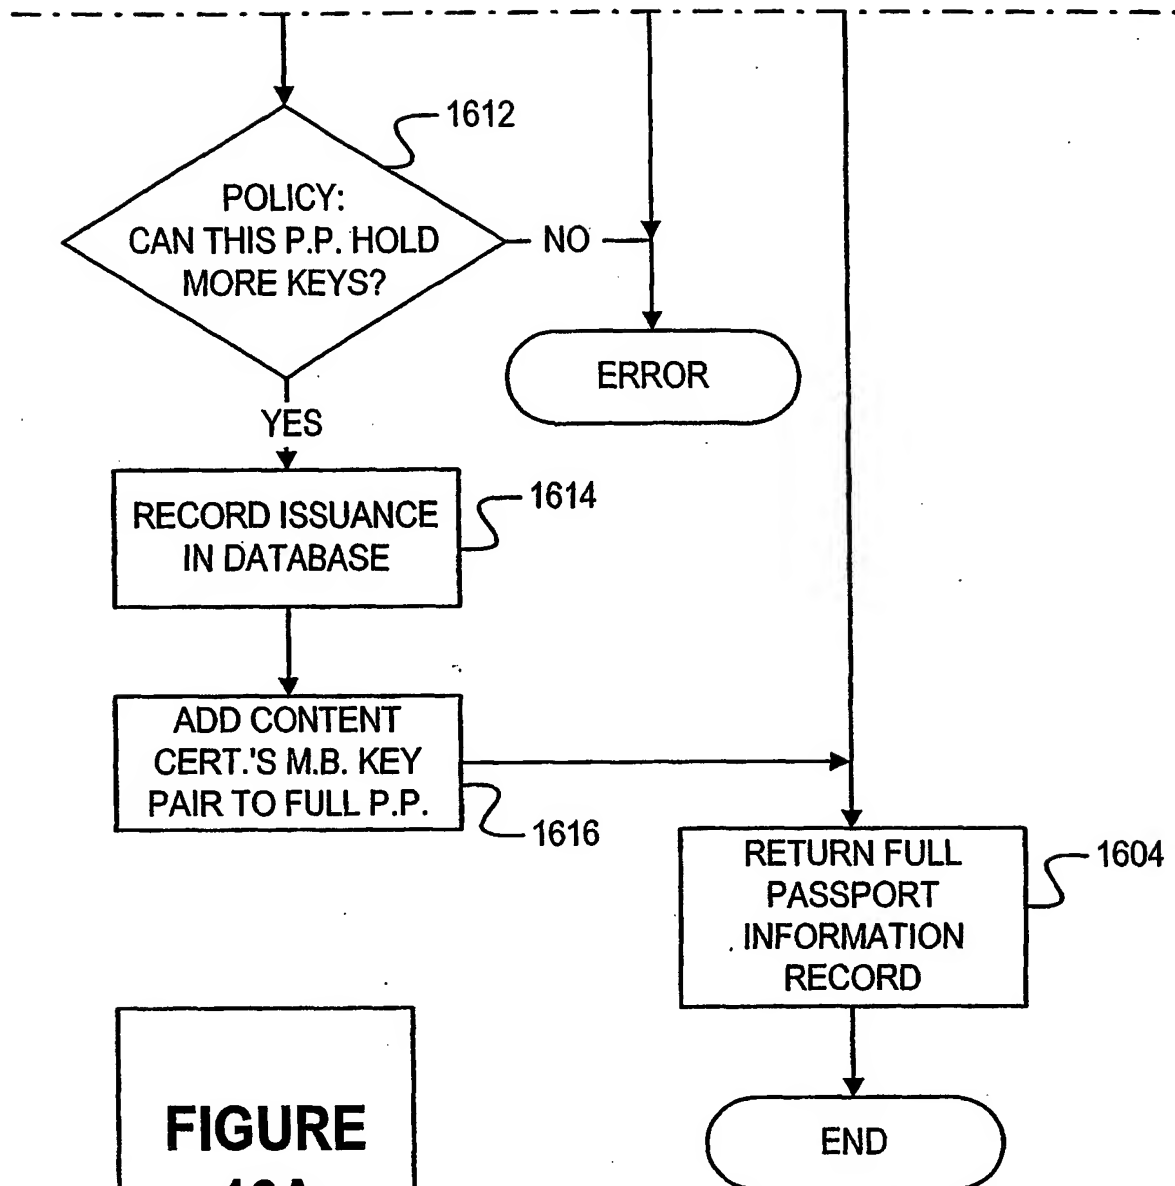 1612
POLICY:
CAN THIS P.P. HOLD
MORE KEYS?
NO
ERROR
YES
RECORD ISSUANCE
IN DATABASE
1614
ADD CONTENT
CERT.'S M.B. KEY
PAIR TO FULL P.P.
1616
RETURN FULL
PASSPORT
INFORMATION
RECORD
1604
END
FIGURE